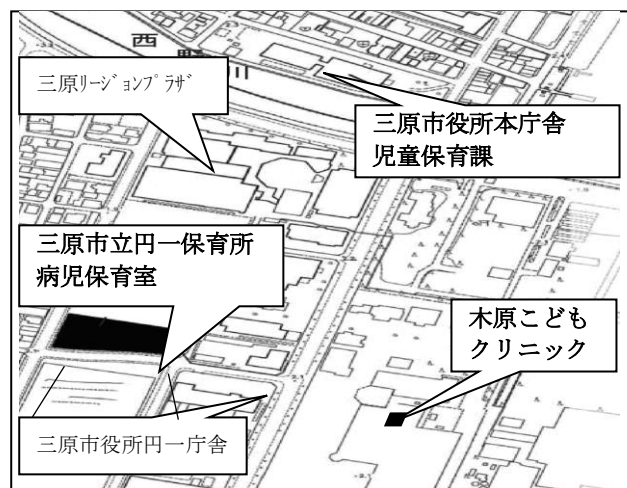 西
野
川
三原ﾘｰｼﾞｮﾝﾌﾟﾗｻﾞ
三原市役所本庁舎
児童保育課
三原市立円一保育所
病児保育室
木原こども
クリニック
三原市役所円一庁舎